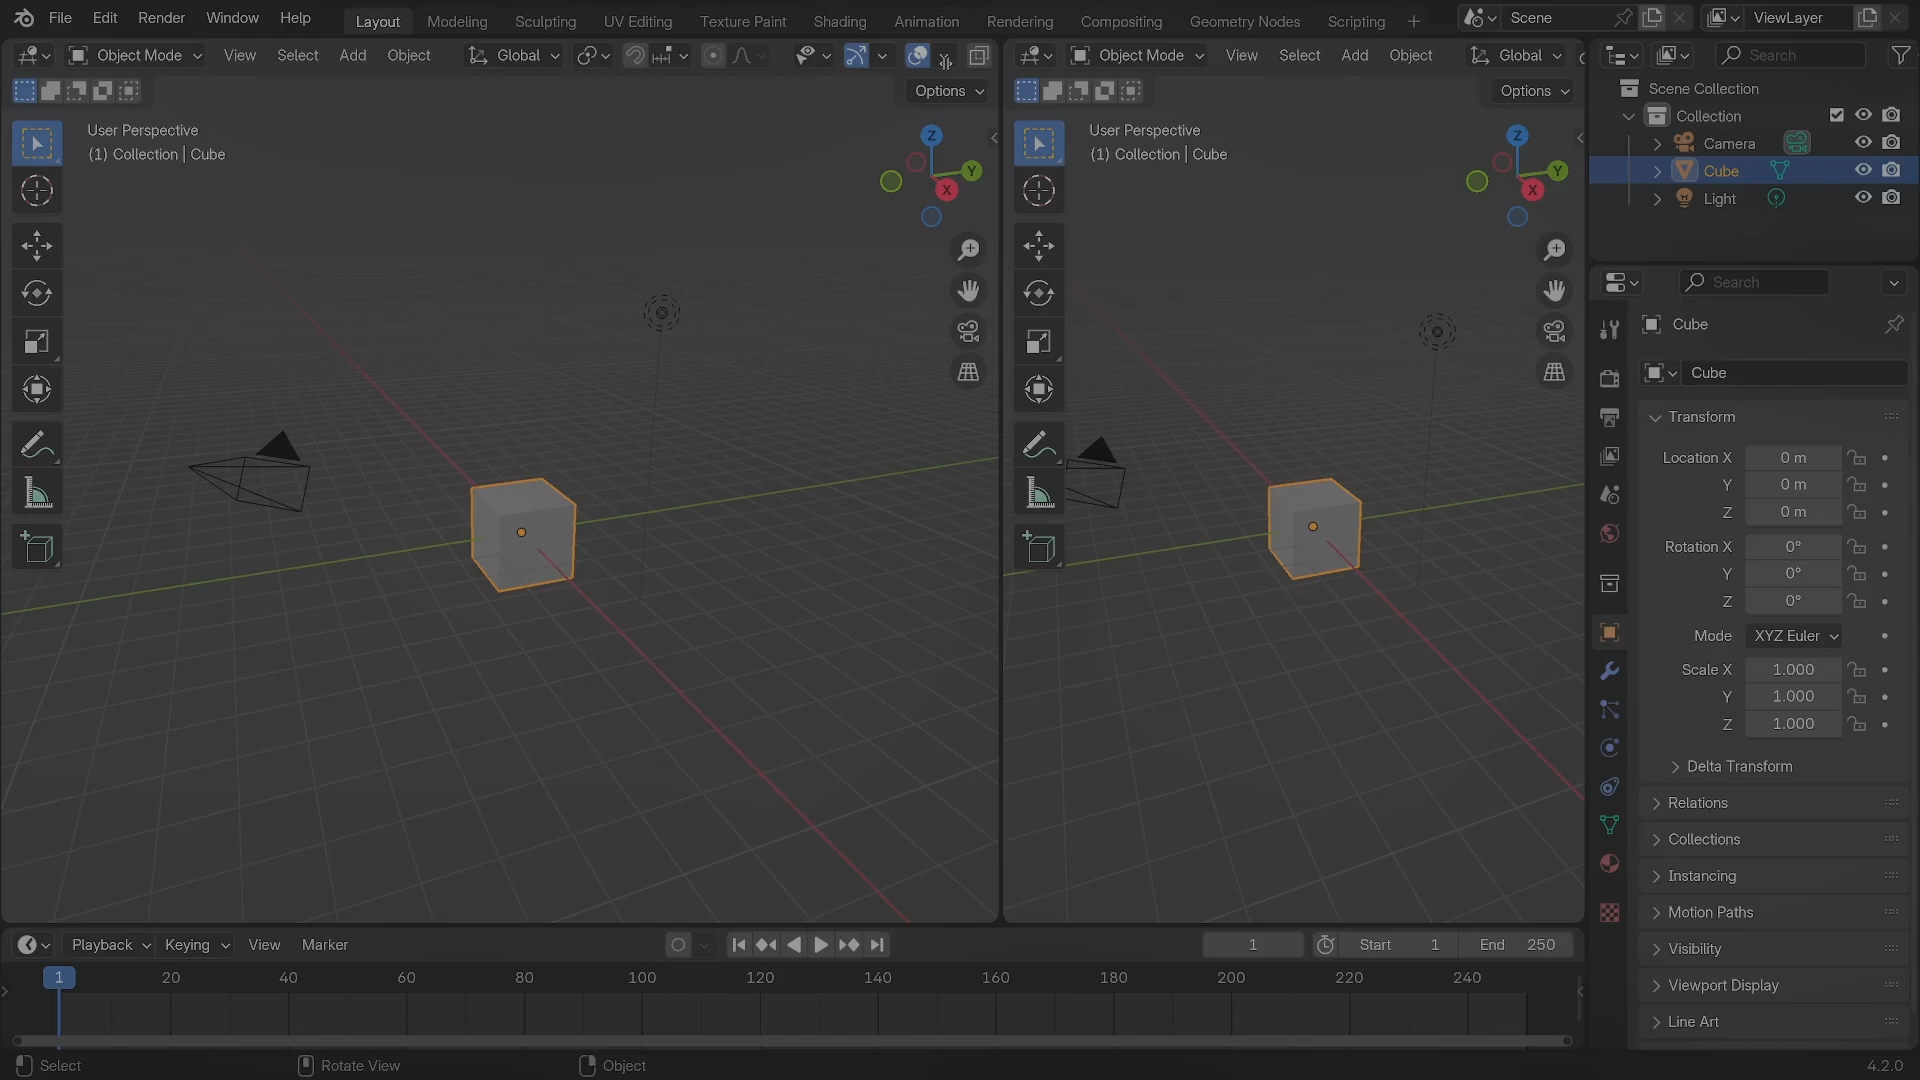 File Edit Render Window Help Layout Modeling Sculpting UV Editing Texture Paint Shading Animation Rendering Compositing Geometry Nodes Scripting + Scene ViewLayer
Object Mode View Select Add Object Global
Object Mode View Select Add Object Global
Search
Options
Options
Scene Collection
Collection
Camera
Cube
Light
User Perspective
(1) Collection | Cube
Z
Y
X
User Perspective
(1) Collection | Cube
Z
Y
X
Search
Cube
Cube
Transform
Location X 0 m
Y 0 m
Z 0 m
Rotation X 0°
Y 0°
Z 0°
Mode XYZ Euler
Scale X 1.000
Y 1.000
Z 1.000
Delta Transform
Relations
Collections
Instancing
Motion Paths
Visibility
Viewport Display
Line Art
Playback Keying View Marker 1 Start 1 End 250
1 20 40 60 80 100 120 140 160 180 200 220 240
Select Rotate View Object 4.2.0